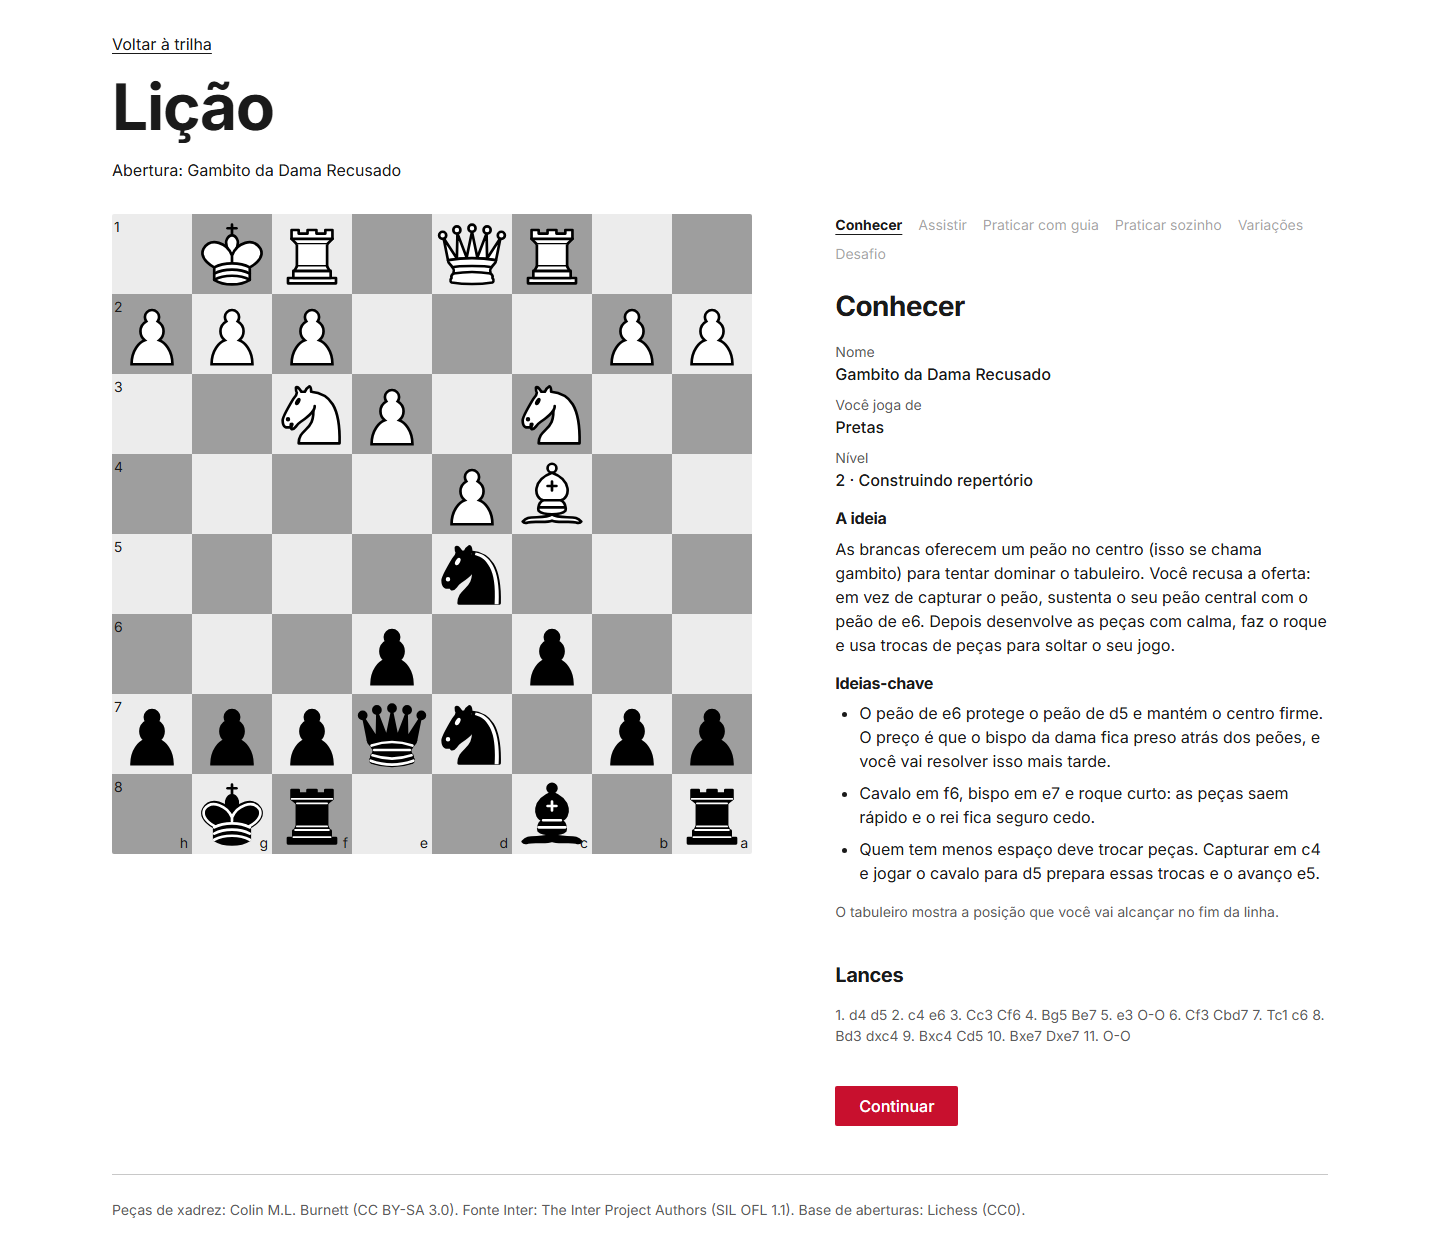 Voltar à trilha
Lição
Abertura: Gambito da Dama Recusado
1
2
3
4
5
6
7
8
h g f e d c b a
Conhecer Assistir Praticar com guia Praticar sozinho Variações
Desafio
Conhecer
Nome
Gambito da Dama Recusado
Você joga de
Pretas
Nível
2 · Construindo repertório
A ideia
As brancas oferecem um peão no centro (isso se chama
gambito) para tentar dominar o tabuleiro. Você recusa a oferta:
em vez de capturar o peão, sustenta o seu peão central com o
peão de e6. Depois desenvolve as peças com calma, faz o roque
e usa trocas de peças para soltar o seu jogo.
Ideias-chave
• O peão de e6 protege o peão de d5 e mantém o centro firme.
O preço é que o bispo da dama fica preso atrás dos peões, e
você vai resolver isso mais tarde.
• Cavalo em f6, bispo em e7 e roque curto: as peças saem
rápido e o rei fica seguro cedo.
• Quem tem menos espaço deve trocar peças. Capturar em c4
e jogar o cavalo para d5 prepara essas trocas e o avanço e5.
O tabuleiro mostra a posição que você vai alcançar no fim da linha.
Lances
1. d4 d5 2. c4 e6 3. Cc3 Cf6 4. Bg5 Be7 5. e3 O-O 6. Cf3 Cbd7 7. Tc1 c6 8.
Bd3 dxc4 9. Bxc4 Cd5 10. Bxe7 Dxe7 11. O-O
Continuar
Peças de xadrez: Colin M.L. Burnett (CC BY-SA 3.0). Fonte Inter: The Inter Project Authors (SIL OFL 1.1). Base de aberturas: Lichess (CC0).